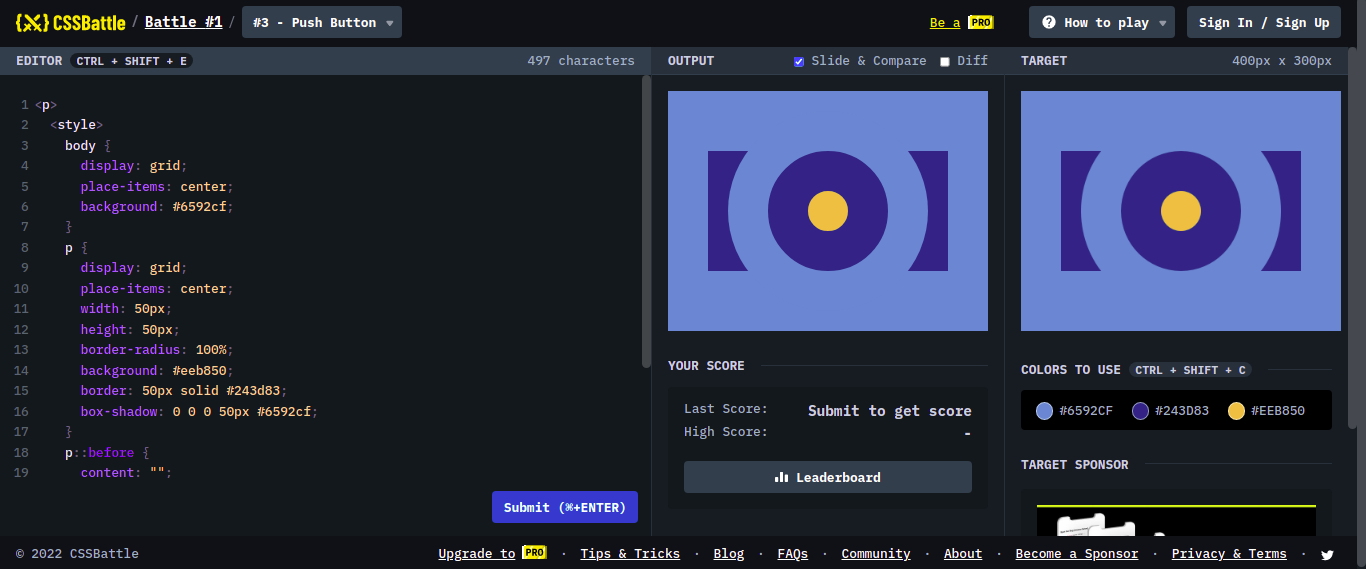 CSSBattle / Battle #1 / #3 - Push Button Be a PRO How to play Sign In / Sign Up
EDITOR CTRL + SHIFT + E 497 characters OUTPUT Slide & Compare Diff TARGET 400px x 300px
1 <p>
2 <style>
3 body {
4 display: grid;
5 place-items: center;
6 background: #6592cf;
7 }
8 p {
9 display: grid;
10 place-items: center;
11 width: 50px;
12 height: 50px;
13 border-radius: 100%;
14 background: #eeb850;
15 border: 50px solid #243d83;
16 box-shadow: 0 0 0 50px #6592cf;
17 }
18 p::before {
19 content: "";
Submit (⌘+ENTER)
YOUR SCORE
Last Score: Submit to get score
High Score: -
Leaderboard
COLORS TO USE CTRL + SHIFT + C
#6592CF #243D83 #EEB850
TARGET SPONSOR
© 2022 CSSBattle Upgrade to PRO · Tips & Tricks · Blog · FAQs · Community · About · Become a Sponsor · Privacy & Terms ·